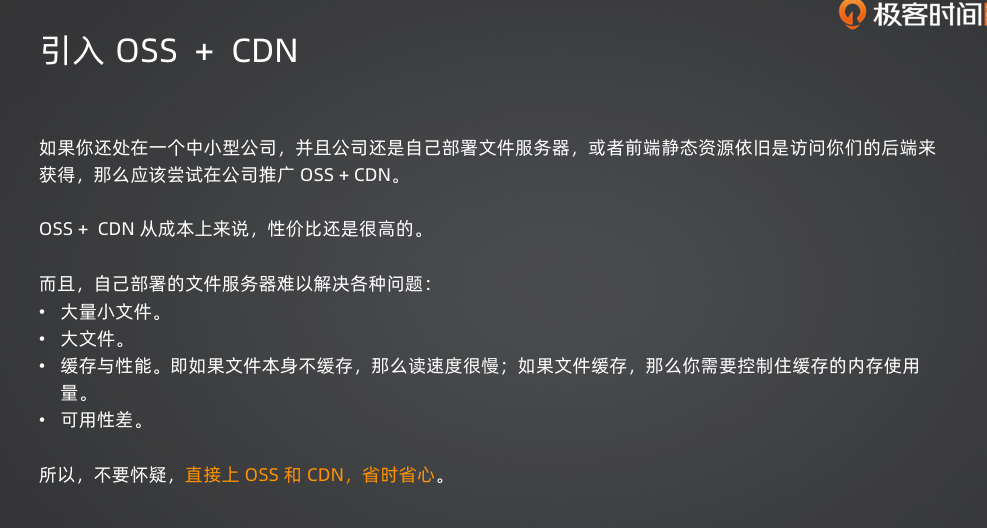 极客时间
引入 OSS + CDN
如果你还处在一个中小型公司，并且公司还是自己部署文件服务器，或者前端静态资源依旧是访问你们的后端来
获得，那么应该尝试在公司推广 OSS + CDN。
OSS + CDN 从成本上来说，性价比还是很高的。
而且，自己部署的文件服务器难以解决各种问题：
• 大量小文件。
• 大文件。
• 缓存与性能。即如果文件本身不缓存，那么读速度很慢；如果文件缓存，那么你需要控制住缓存的内存使用
量。
• 可用性差。
所以，不要怀疑，直接上 OSS 和 CDN，省时省心。